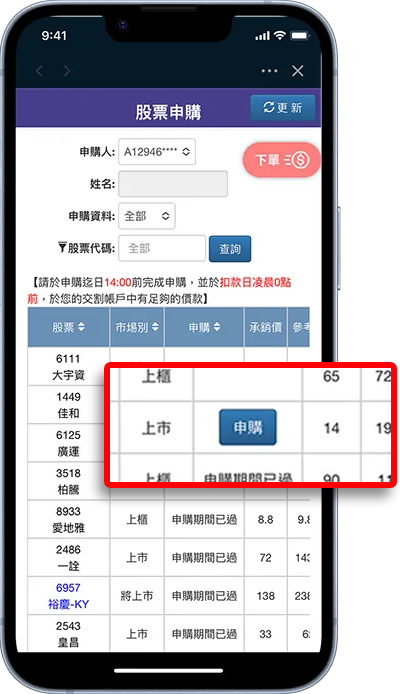 9:41
股票申購
更新
申購人: A12946****
下單
姓名:
申購資料: 全部
股票代碼: 全部 查詢
【請於申購迄日14:00前完成申購，並於扣款日凌晨0點
前，於您的交割帳戶中有足夠的價款】
股票 市場別 申購 承銷價 參考
6111
大宇資 上櫃 65 72
1449
佳和 上市 申購 14 19
6125
廣運
3518
柏騰 上櫃 申購期間已過 90 11
8933
愛地雅 上櫃 申購期間已過 8.8 9.8
2486
一詮 上市 申購期間已過 72 143
6957
裕慶-KY 將上市 申購期間已過 138 238
2543
皇昌 上市 申購期間已過 33 6